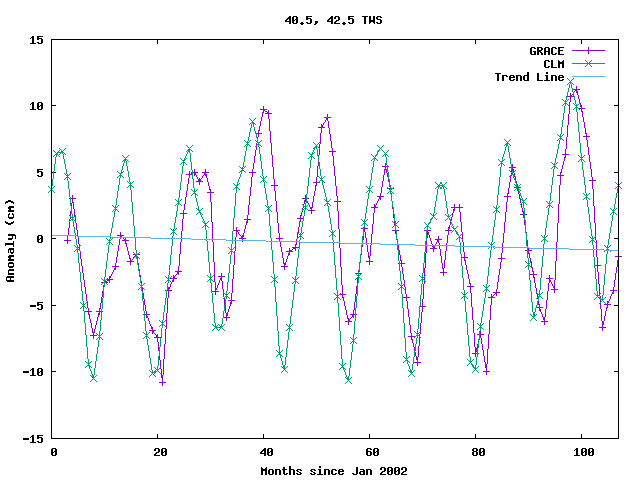 40.5, 42.5 TWS
GRACE
CLM
Trend Line
15
10
5
0
-5
-10
-15
Anomaly (cm)
0 20 40 60 80 100
Months since Jan 2002